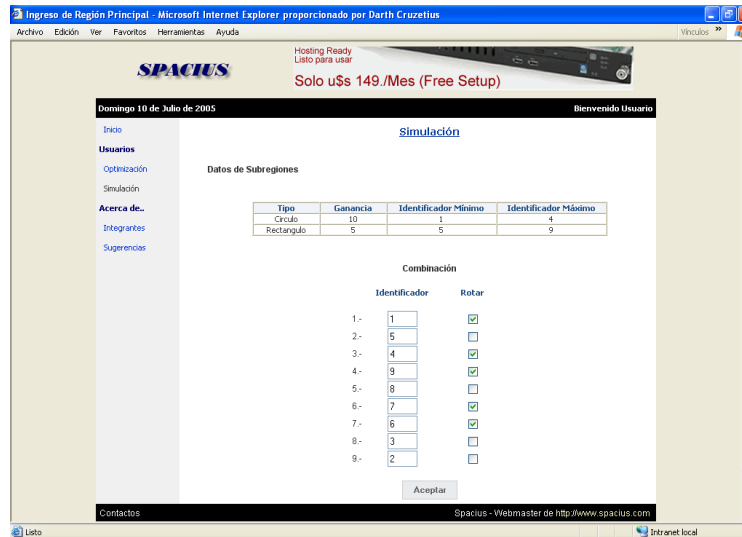 Ingreso de Región Principal - Microsoft Internet Explorer proporcionado por Darth Cruzetius
Archivo Edición Ver Favoritos Herramientas Ayuda Vínculos »
SPACIUS
Hosting Ready
Listo para usar
Solo u$s 149./Mes (Free Setup)
Domingo 10 de Julio de 2005 Bienvenido Usuario
Inicio
Usuarios
Optimización
Simulación
Acerca de..
Integrantes
Sugerencias
Simulación
Datos de Subregiones
Tipo Ganancia Identificador Mínimo Identificador Máximo
Circulo 10 1 4
Rectangulo 5 5 9
Combinación
Identificador Rotar
1.- 1
2.- 5
3.- 4
4.- 9
5.- 8
6.- 7
7.- 6
8.- 3
9.- 2
Aceptar
Contactos Spacius - Webmaster de http://www.spacius.com
Listo Intranet local